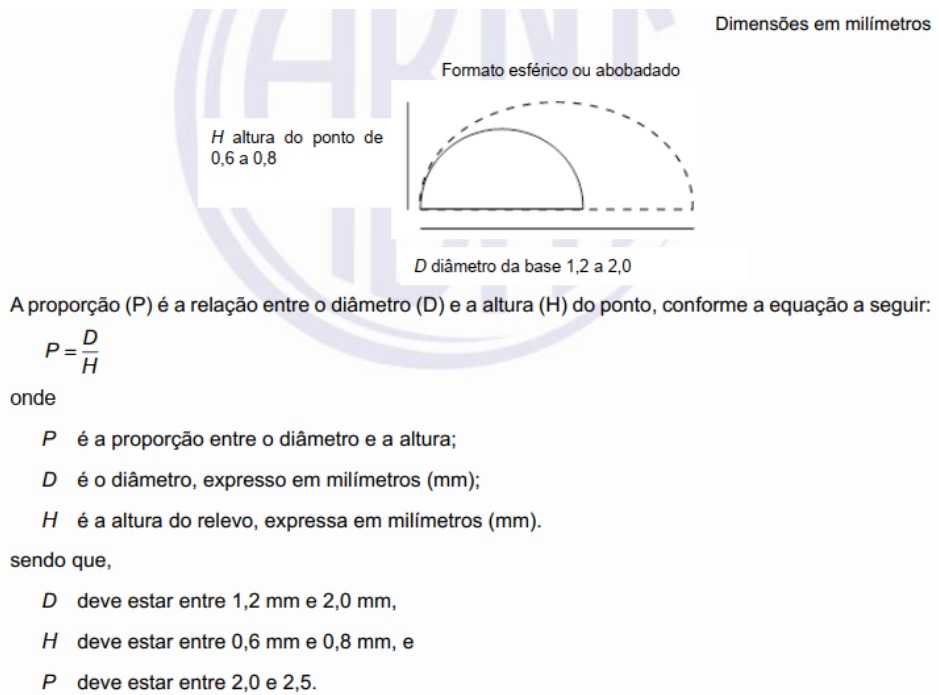 Dimensões em milímetros
Formato esférico ou abobadado
H altura do ponto de
0,6 a 0,8
D diâmetro da base 1,2 a 2,0
A proporção (P) é a relação entre o diâmetro (D) e a altura (H) do ponto, conforme a equação a seguir:
P = D/H
onde
P é a proporção entre o diâmetro e a altura;
D é o diâmetro, expresso em milímetros (mm);
H é a altura do relevo, expressa em milímetros (mm).
sendo que,
D deve estar entre 1,2 mm e 2,0 mm,
H deve estar entre 0,6 mm e 0,8 mm, e
P deve estar entre 2,0 e 2,5.